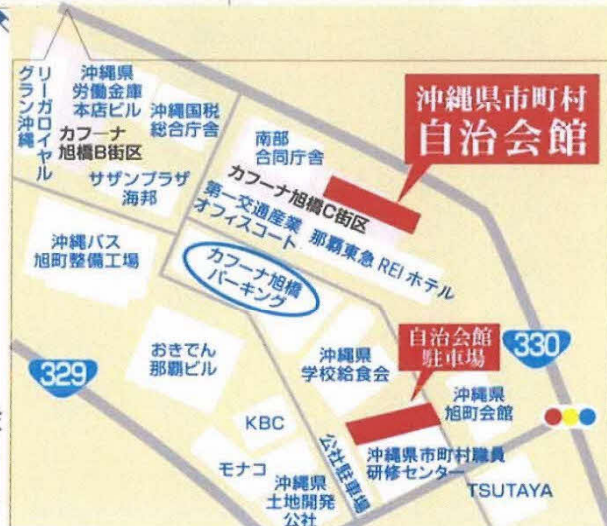 リーガロイヤル
グラン沖縄
沖縄県
労働金庫
本店ビル
カフーナ
旭橋B街区
沖縄国税
総合庁舎
サザンプラザ
海邦
南部
合同庁舎
カフーナ旭橋C街区
第一交通産業
オフィスコート
那覇東急 REI ホテル
沖縄県市町村
自治会館
沖縄バス
旭町整備工場
カフーナ旭橋
パーキング
329
おきでん
那覇ビル
沖縄県
学校給食会
自治会館
駐車場
330
沖縄県
旭町会館
KBC
モナコ
沖縄県
土地開発
公社
公社駐車場
沖縄県市町村職員
研修センター
TSUTAYA